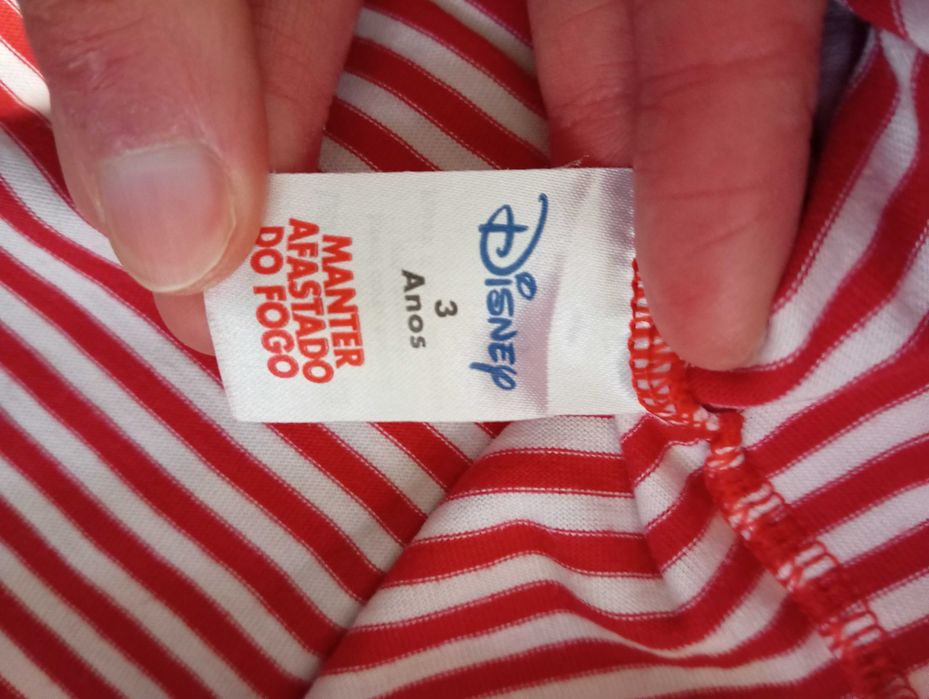 Disney
3
Anos
MANTER
AFASTADO
DO FOGO